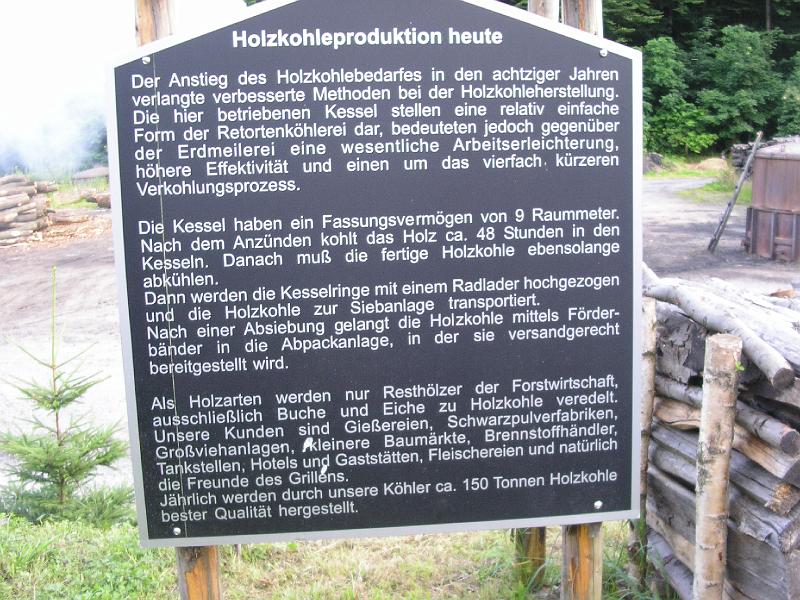 Holzkohleproduktion heute
Der Anstieg des Holzkohlebedarfes in den achtziger Jahren
verlangte verbesserte Methoden bei der Holzkohleherstellung.
Die hier betriebenen Kessel stellen eine relativ einfache
Form der Retortenköhlerei dar, bedeuteten jedoch gegenüber
der Erdmeilerei eine wesentliche Arbeitserleichterung,
höhere Effektivität und einen um das vierfach kürzeren
Verkohlungsprozess.
Die Kessel haben ein Fassungsvermögen von 9 Raummeter.
Nach dem Anzünden kohlt das Holz ca. 48 Stunden in den
Kesseln. Danach muß die fertige Holzkohle ebensolange
abkühlen.
Dann werden die Kesselringe mit einem Radlader hochgezogen
und die Holzkohle zur Siebanlage transportiert.
Nach einer Absiebung gelangt die Holzkohle mittels Förder-
bänder in die Abpackanlage, in der sie versandgerecht
bereitgestellt wird.
Als Holzarten werden nur Resthölzer der Forstwirtschaft,
ausschließlich Buche und Eiche zu Holzkohle veredelt.
Unsere Kunden sind Gießereien, Schwarzpulverfabriken,
Großviehanlagen, kleinere Baumärkte, Brennstoffhändler,
Tankstellen, Hotels und Gaststätten, Fleischereien und natürlich
die Freunde des Grillens.
Jährlich werden durch unsere Köhler ca. 150 Tonnen Holzkohle
bester Qualität hergestellt.